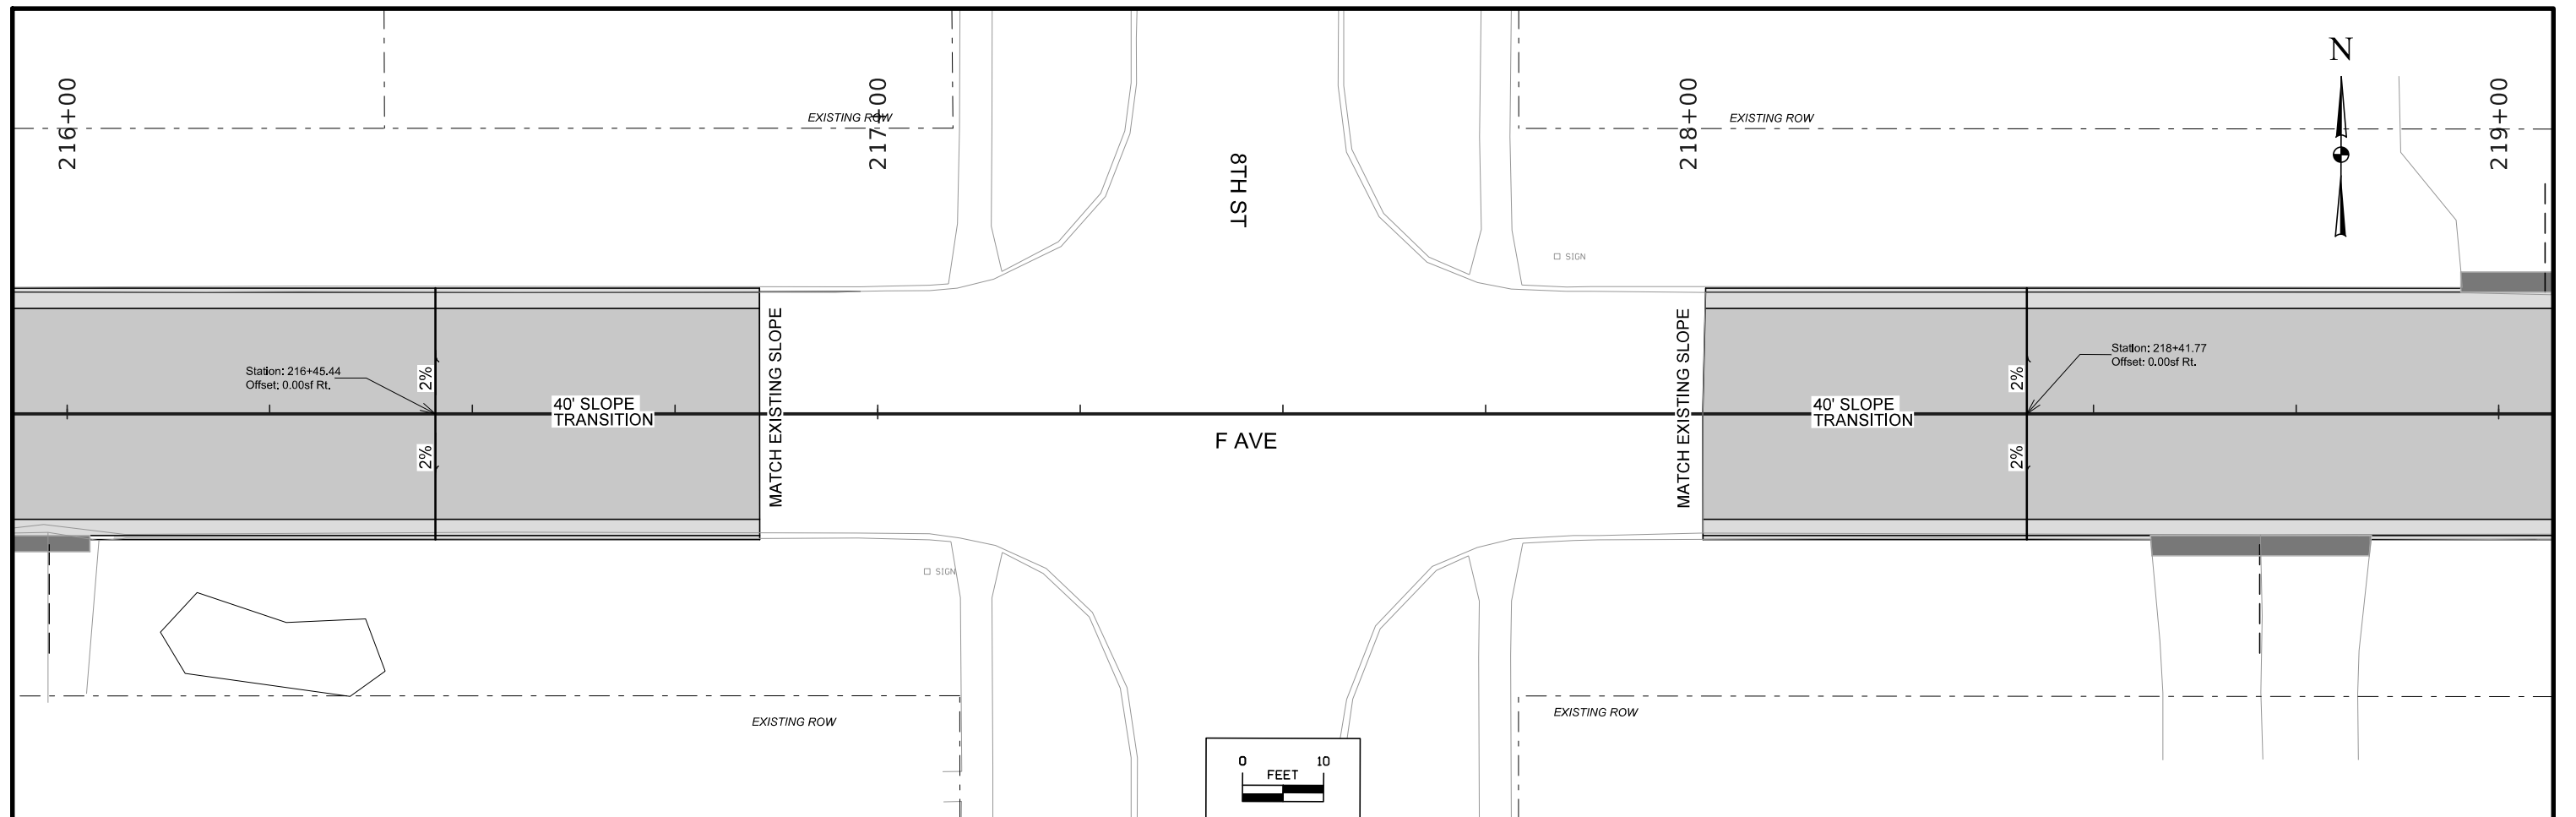 216+00
217+00
218+00
219+00
N
EXISTING ROW
EXISTING ROW
8TH ST
SIGN
MATCH EXISTING SLOPE
MATCH EXISTING SLOPE
Station: 216+45.44
Offset: 0.00sf Rt.
2%
40' SLOPE
TRANSITION
2%
F AVE
40' SLOPE
TRANSITION
2%
Station: 218+41.77
Offset: 0.00sf Rt.
2%
SIGN
EXISTING ROW
EXISTING ROW
0 10
FEET